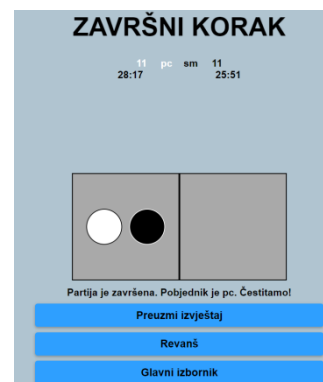 ZAVRŠNI KORAK
11 pc sm 11
28:17 25:51
Partija je završena. Pobjednik je pc. Čestitamo!
Preuzmi izvještaj
Revanš
Glavni izbornik